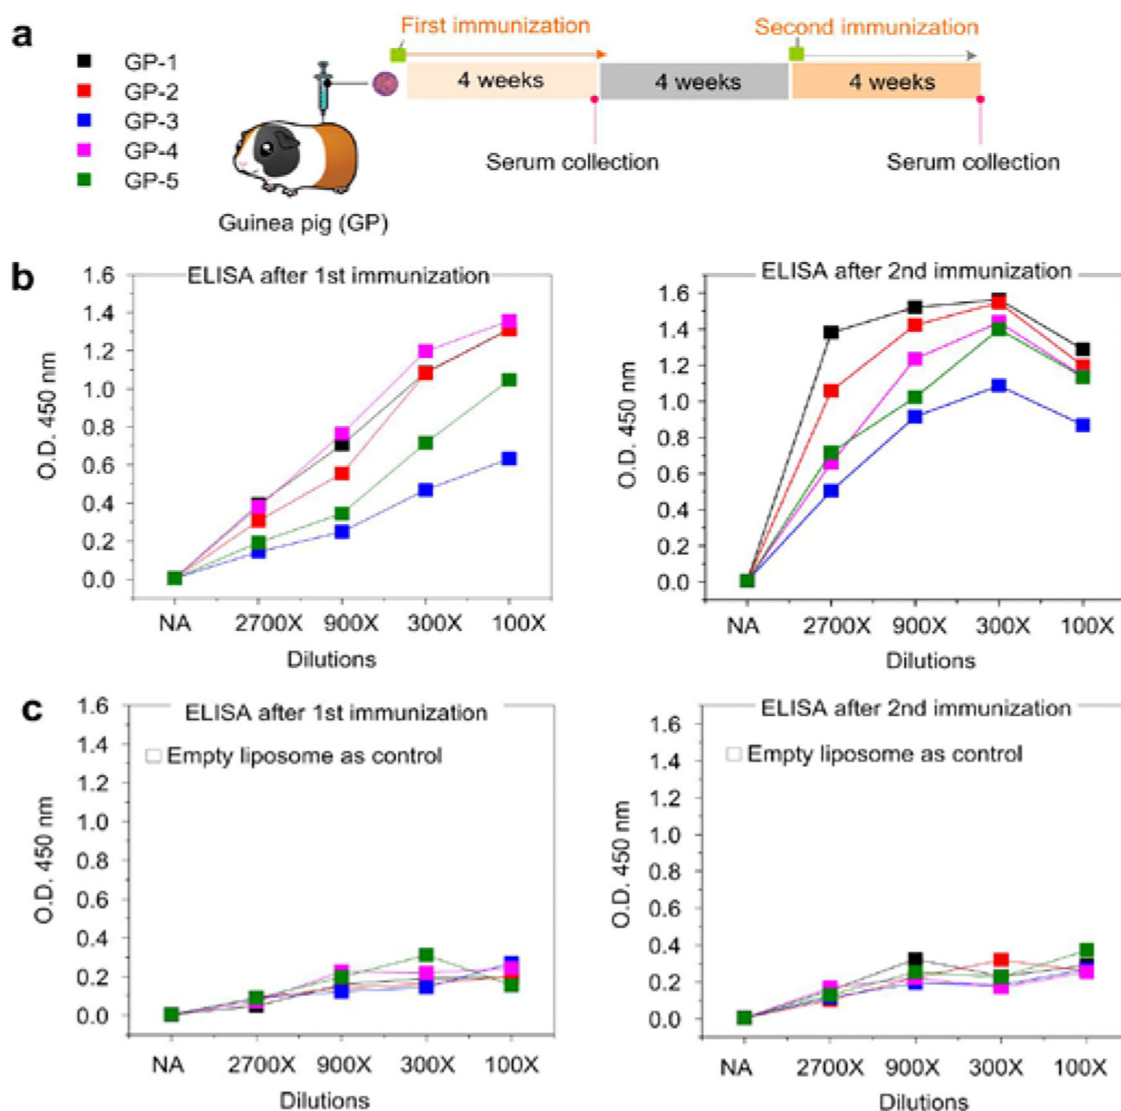 a
GP-1
GP-2
GP-3
GP-4
GP-5
Guinea pig (GP)
First immunization
Second immunization
4 weeks
4 weeks
4 weeks
Serum collection
Serum collection
b
ELISA after 1st immunization
O.D. 450 nm
1.6
1.4
1.2
1.0
0.8
0.6
0.4
0.2
0.0
NA 2700X 900X 300X 100X
Dilutions
ELISA after 2nd immunization
O.D. 450 nm
1.6
1.4
1.2
1.0
0.8
0.6
0.4
0.2
0.0
NA 2700X 900X 300X 100X
Dilutions
c
ELISA after 1st immunization
Empty liposome as control
O.D. 450 nm
1.6
1.4
1.2
1.0
0.8
0.6
0.4
0.2
0.0
NA 2700X 900X 300X 100X
Dilutions
ELISA after 2nd immunization
Empty liposome as control
O.D. 450 nm
1.6
1.4
1.2
1.0
0.8
0.6
0.4
0.2
0.0
NA 2700X 900X 300X 100X
Dilutions